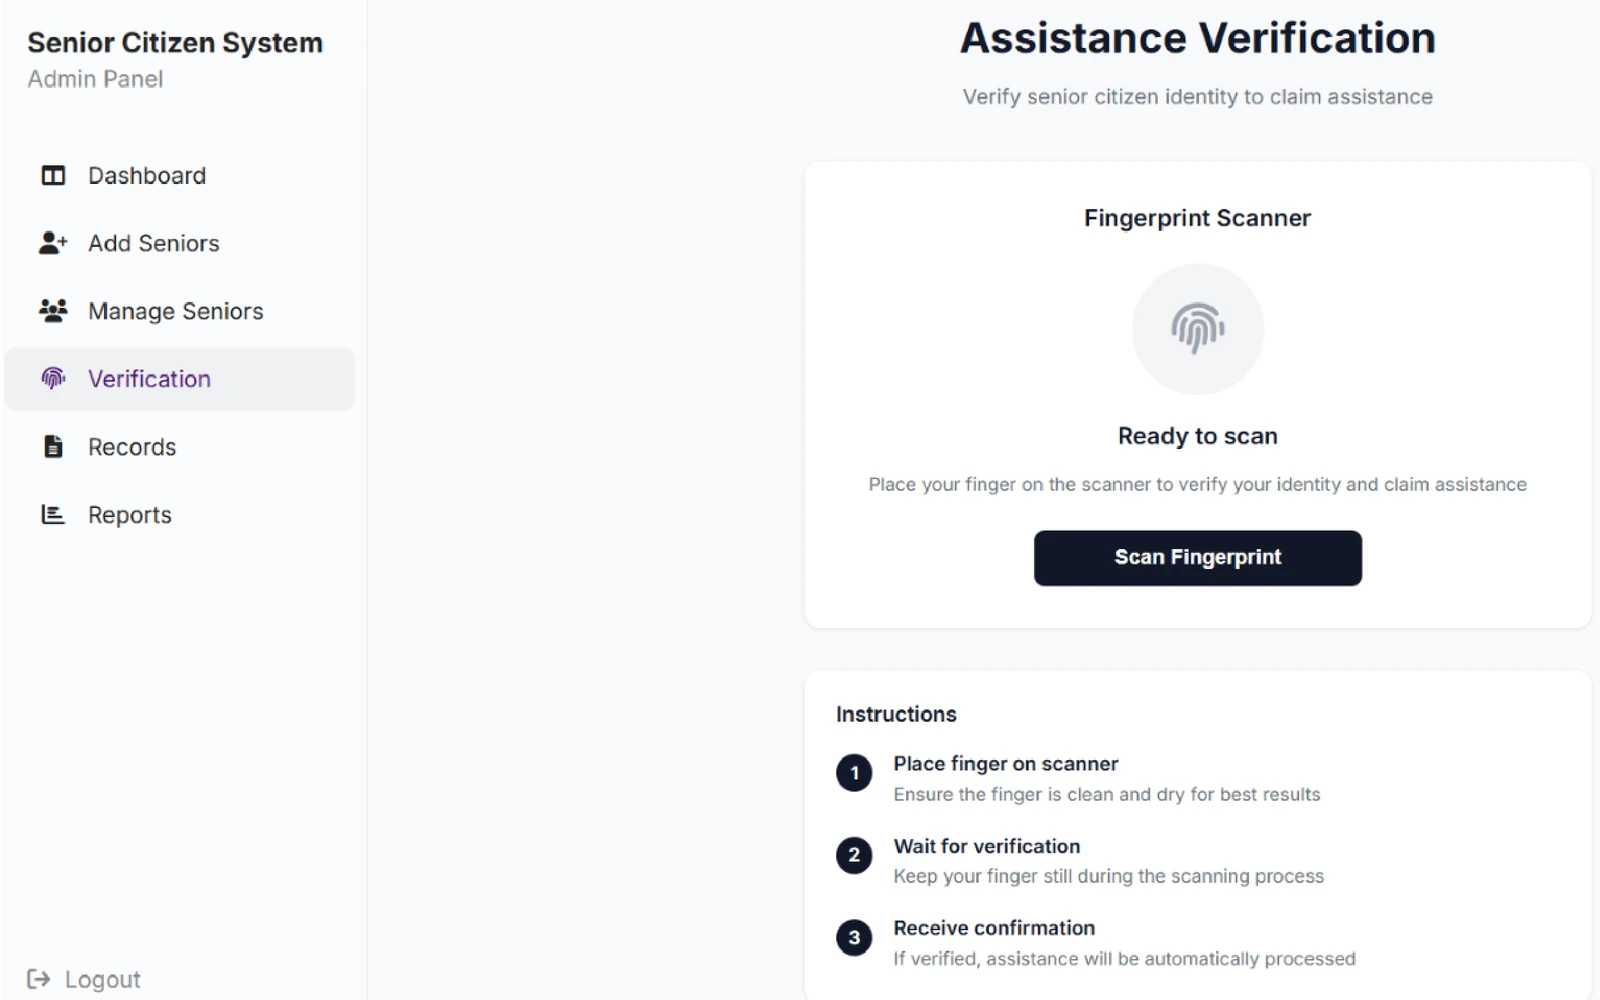 Senior Citizen System
Admin Panel
Dashboard
Add Seniors
Manage Seniors
Verification
Records
Reports
Logout
Assistance Verification
Verify senior citizen identity to claim assistance
Fingerprint Scanner
Ready to scan
Place your finger on the scanner to verify your identity and claim assistance
Scan Fingerprint
Instructions
1 Place finger on scanner
Ensure the finger is clean and dry for best results
2 Wait for verification
Keep your finger still during the scanning process
3 Receive confirmation
If verified, assistance will be automatically processed